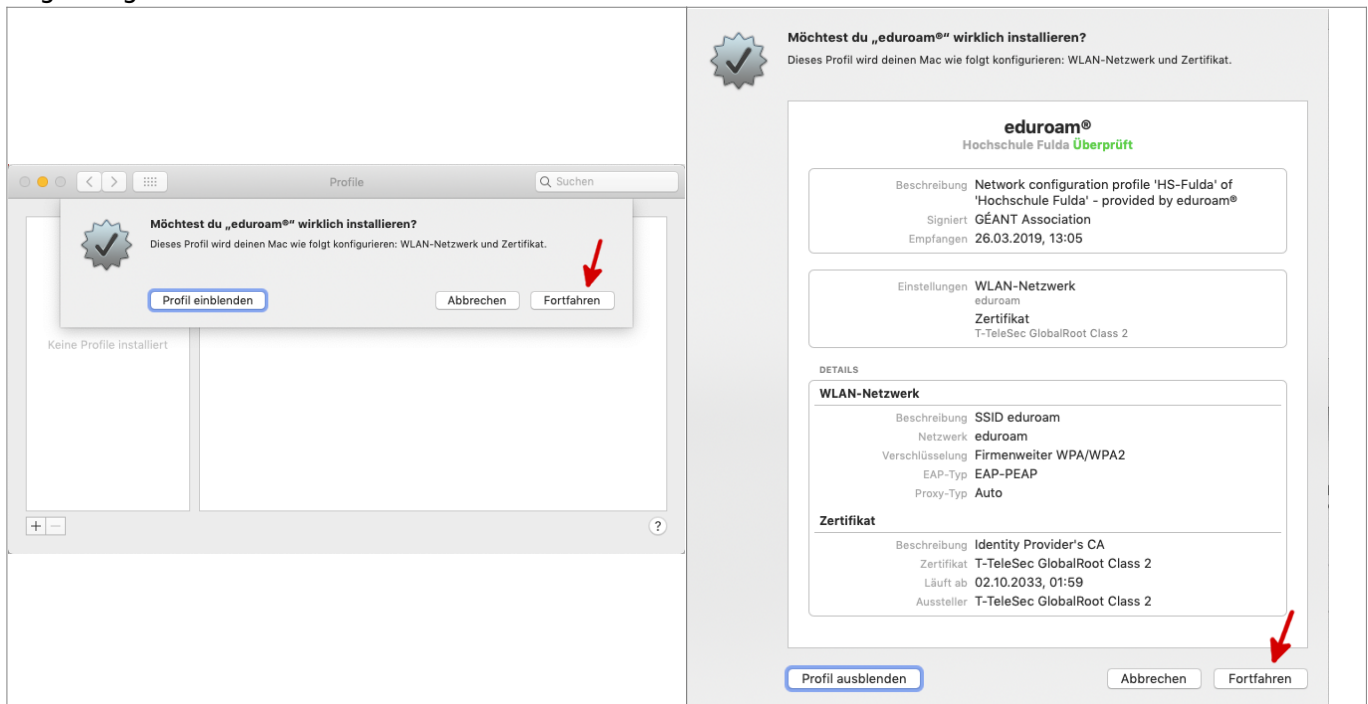 Profile
Suchen
Möchtest du „eduroam®“ wirklich installieren?
Dieses Profil wird deinen Mac wie folgt konfigurieren: WLAN-Netzwerk und Zertifikat.
Profil einblenden
Abbrechen
Fortfahren
Keine Profile installiert
+ −
?
Möchtest du „eduroam®“ wirklich installieren?
Dieses Profil wird deinen Mac wie folgt konfigurieren: WLAN-Netzwerk und Zertifikat.
eduroam®
Hochschule Fulda Überprüft
Beschreibung Network configuration profile 'HS-Fulda' of
'Hochschule Fulda' - provided by eduroam®
Signiert GÉANT Association
Empfangen 26.03.2019, 13:05
Einstellungen WLAN-Netzwerk
eduroam
Zertifikat
T-TeleSec GlobalRoot Class 2
DETAILS
WLAN-Netzwerk
Beschreibung SSID eduroam
Netzwerk eduroam
Verschlüsselung Firmenweiter WPA/WPA2
EAP-Typ EAP-PEAP
Proxy-Typ Auto
Zertifikat
Beschreibung Identity Provider's CA
Zertifikat T-TeleSec GlobalRoot Class 2
Läuft ab 02.10.2033, 01:59
Aussteller T-TeleSec GlobalRoot Class 2
Profil ausblenden
Abbrechen
Fortfahren